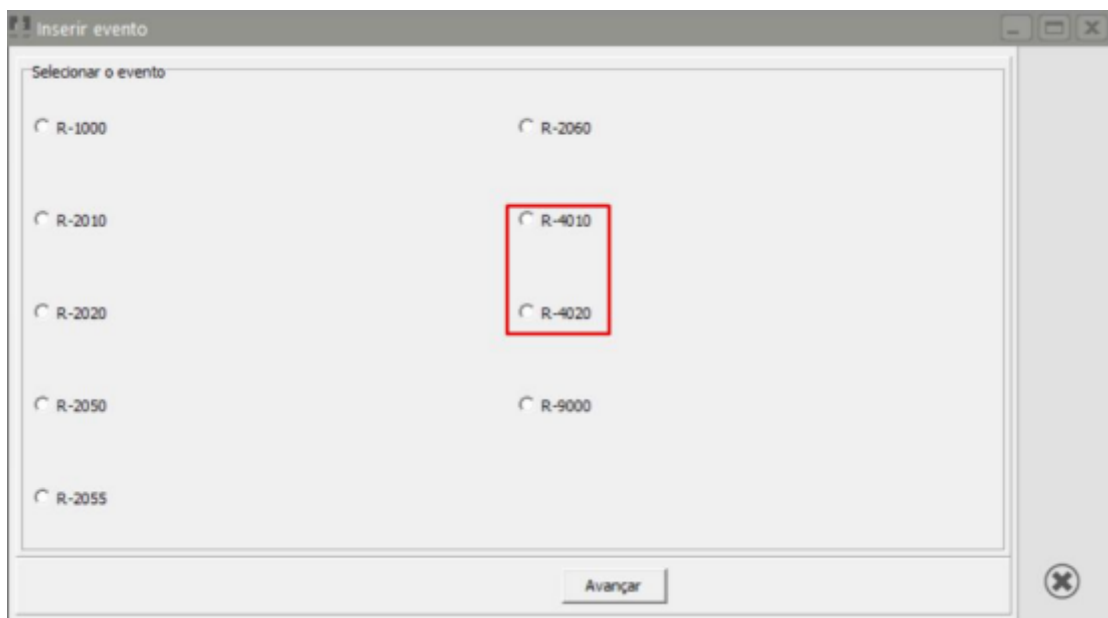 Inserir evento
Selecionar o evento
R-1000
R-2060
R-2010
R-4010
R-2020
R-4020
R-2050
R-9000
R-2055
Avançar